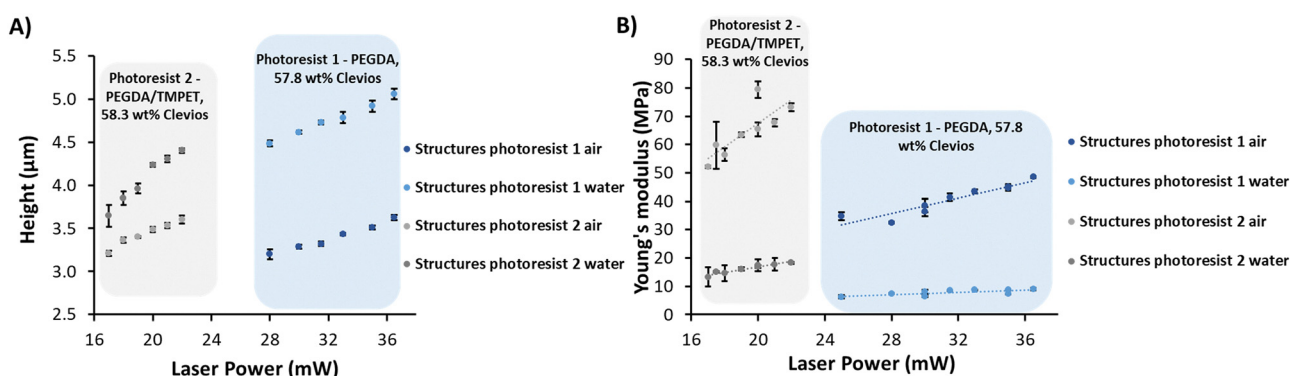 A)
Photoresist 2 -
PEGDA/TMPET,
58.3 wt% Clevios
Photoresist 1 - PEGDA,
57.8 wt% Clevios
5.5
5.0
4.5
4.0
3.5
3.0
2.5
Height (µm)
16
20
24
28
32
36
Laser Power (mW)
Structures photoresist 1 air
Structures photoresist 1 water
Structures photoresist 2 air
Structures photoresist 2 water
B)
Photoresist 2 -
PEGDA/TMPET,
58.3 wt% Clevios
Photoresist 1 - PEGDA, 57.8
wt% Clevios
90
80
70
60
50
40
30
20
10
0
Young's modulus (MPa)
16
20
24
28
32
36
Laser Power (mW)
Structures photoresist 1 air
Structures photoresist 1 water
Structures photoresist 2 air
Structures photoresist 2 water